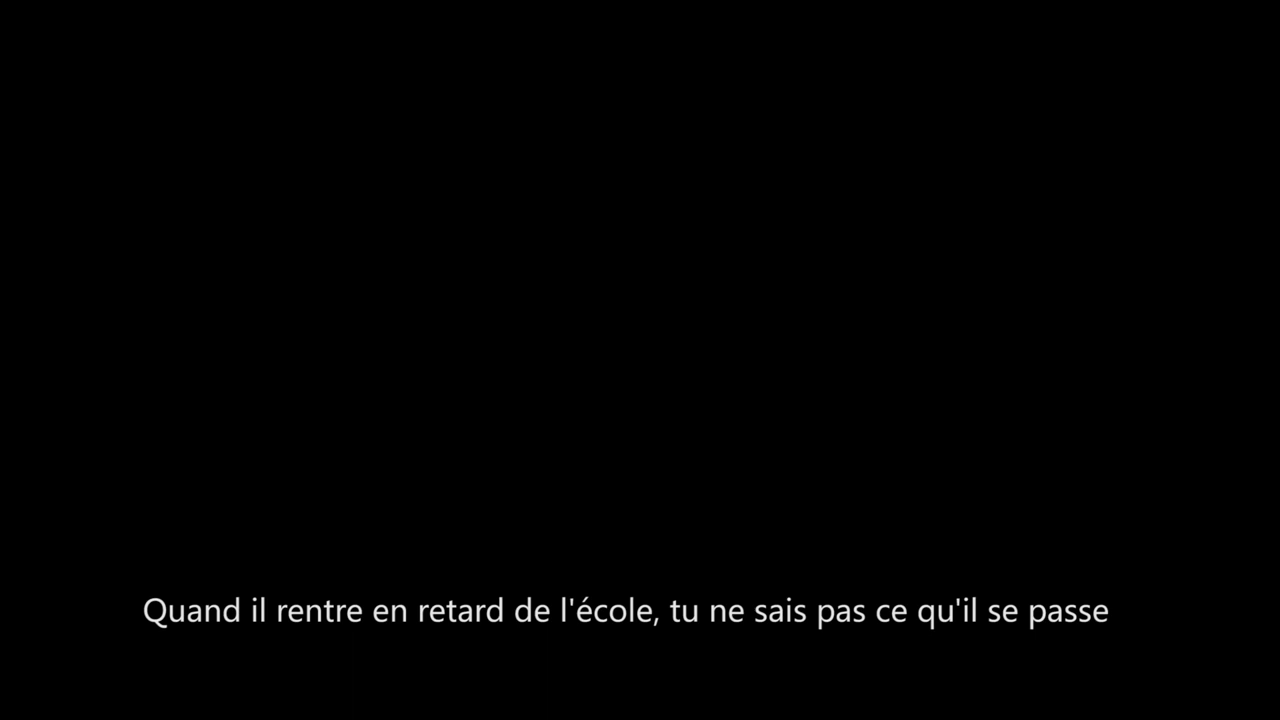 Quand il rentre en retard de l'école, tu ne sais pas ce qu'il se passe